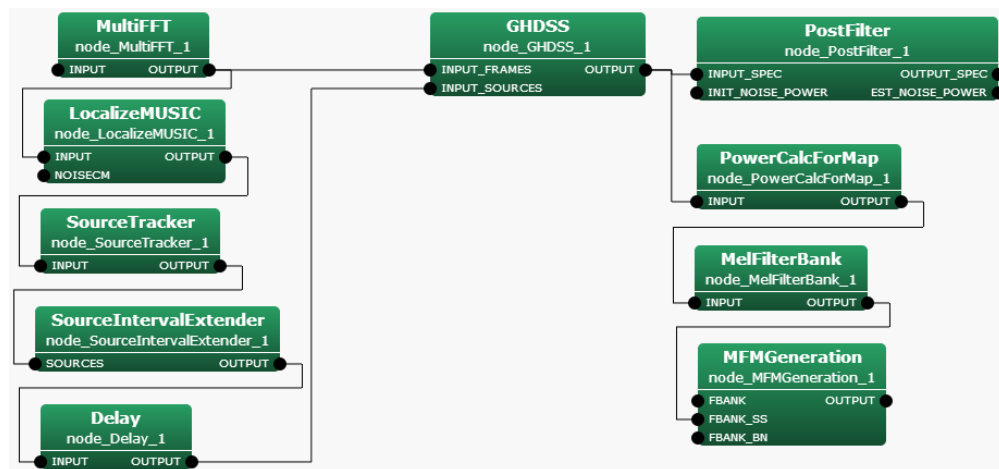 MultiFFT
node_MultiFFT_1
INPUT OUTPUT
LocalizeMUSIC
node_LocalizeMUSIC_1
INPUT OUTPUT
NOISECM
SourceTracker
node_SourceTracker_1
INPUT OUTPUT
SourceIntervalExtender
node_SourceIntervalExtender_1
SOURCES OUTPUT
Delay
node_Delay_1
INPUT OUTPUT
GHDSS
node_GHDSS_1
INPUT_FRAMES OUTPUT
INPUT_SOURCES
PostFilter
node_PostFilter_1
INPUT_SPEC OUTPUT_SPEC
INIT_NOISE_POWER EST_NOISE_POWER
PowerCalcForMap
node_PowerCalcForMap_1
INPUT OUTPUT
MelFilterBank
node_MelFilterBank_1
INPUT OUTPUT
MFMGeneration
node_MFMGeneration_1
FBANK OUTPUT
FBANK_SS
FBANK_BN